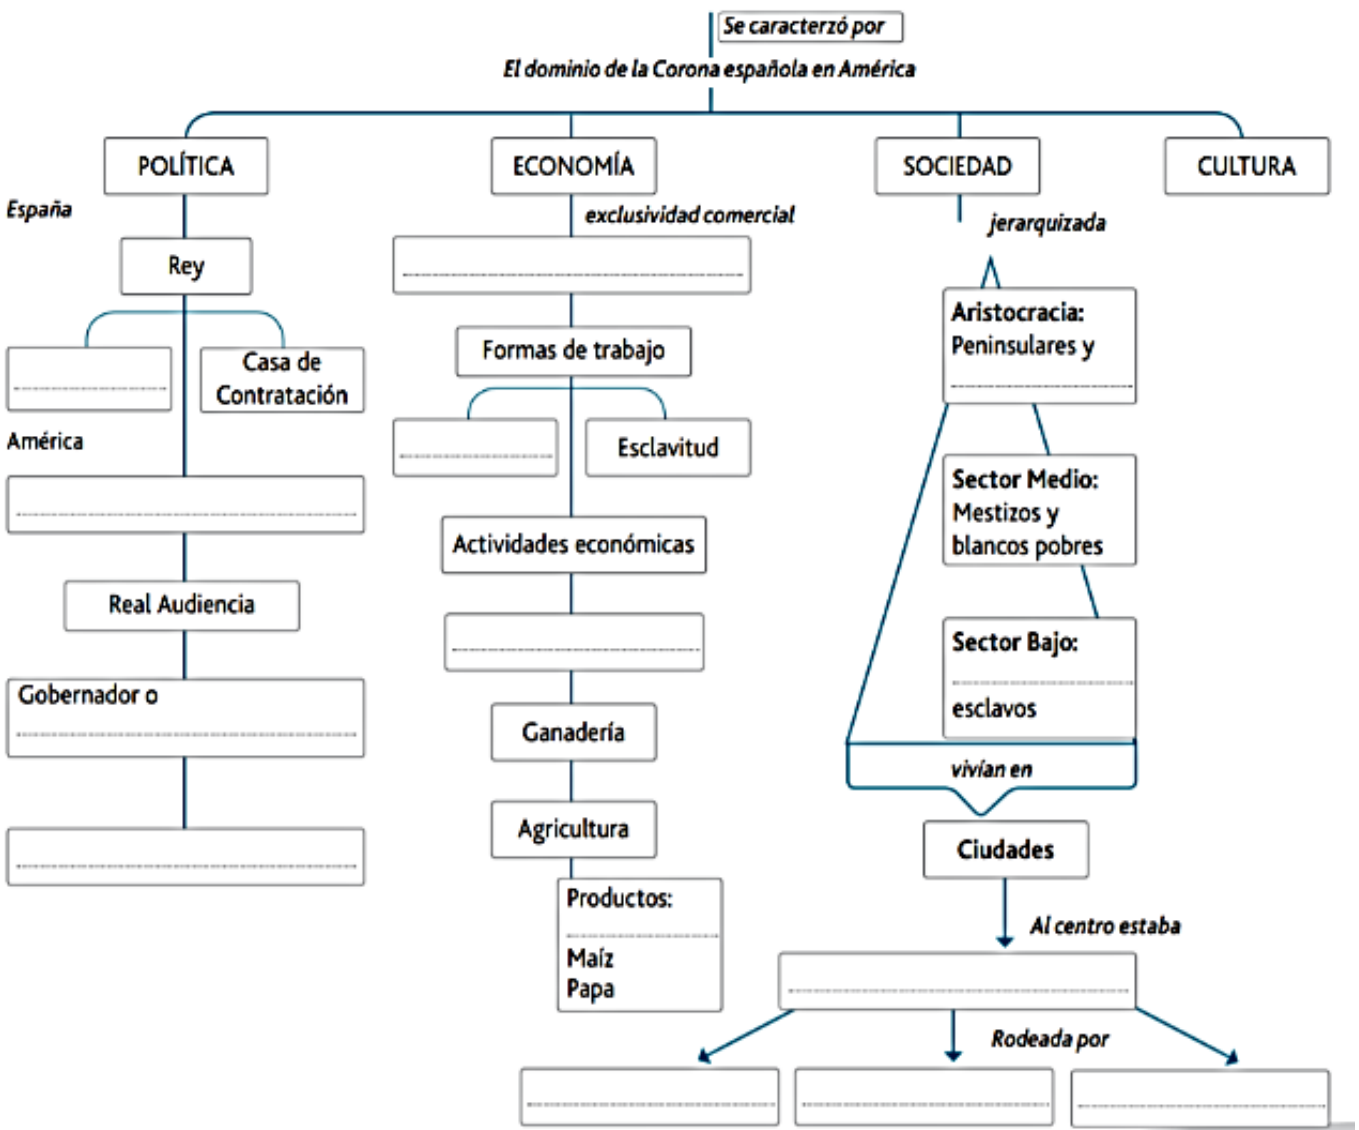 Se caracterzó por
El dominio de la Corona española en América
POLÍTICA
ECONOMÍA
SOCIEDAD
CULTURA
España
Rey
Casa de
Contratación
América
Real Audiencia
Gobernador o
exclusividad comercial
Formas de trabajo
Esclavitud
Actividades económicas
Ganadería
Agricultura
Productos:
Maíz
Papa
jerarquizada
Aristocracia:
Peninsulares y
Sector Medio:
Mestizos y
blancos pobres
Sector Bajo:
esclavos
vivían en
Ciudades
Al centro estaba
Rodeada por